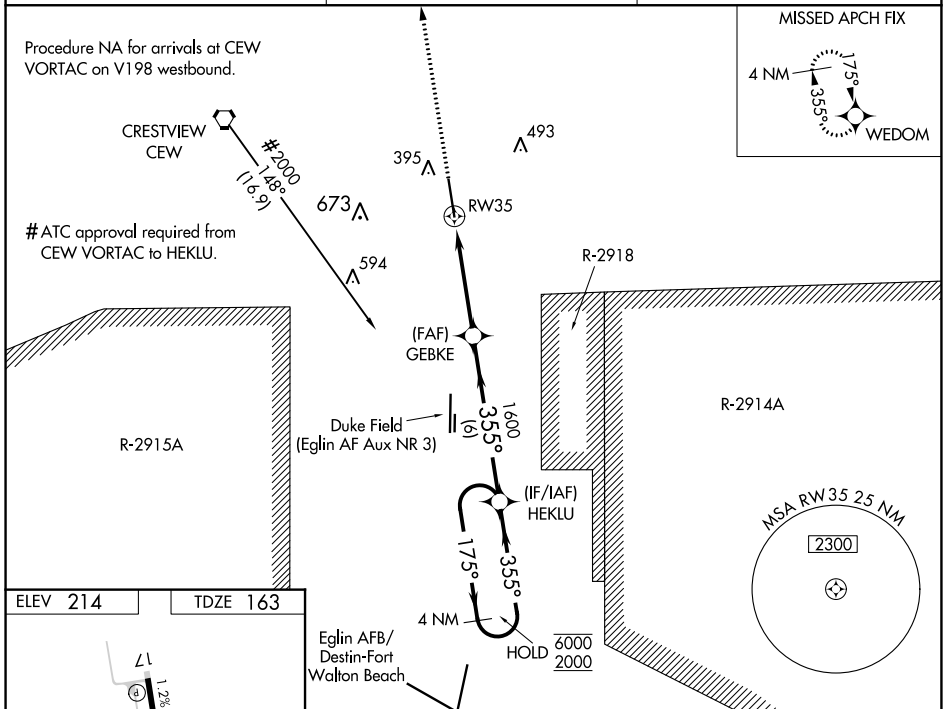 Procedure NA for arrivals at CEW
VORTAC on V198 westbound.
MISSED APCH FIX
4 NM
175°
355°
WEDOM
CRESTVIEW
CEW
#2000
148°
(16.9)
395
493
673
RW35
#ATC approval required from
CEW VORTAC to HEKLU.
594
R-2918
(FAF)
GEBKE
R-2914A
1600
355°
(6)
Duke Field
(Eglin AF Aux NR 3)
R-2915A
(IF/IAF)
HEKLU
MSA RW35 25 NM
2300
175°
355°
4 NM
HOLD
6000
2000
ELEV 214
TDZE 163
Eglin AFB/
Destin-Fort
Walton Beach
17
P
1.2%